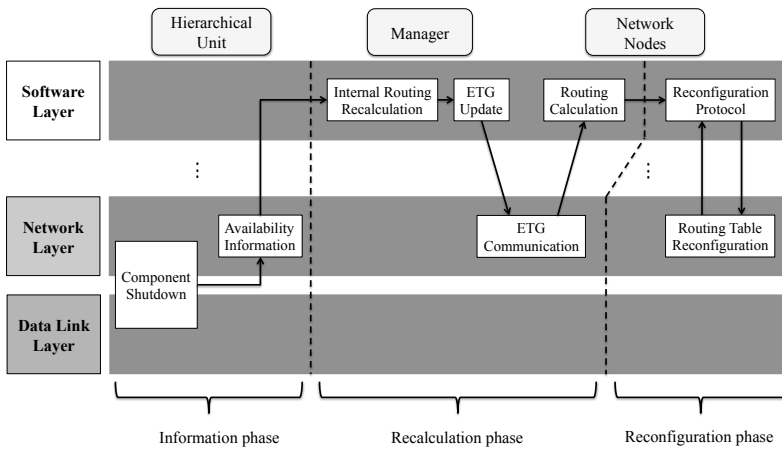 Hierarchical
Unit
Manager
Network
Nodes
Software
Layer
Internal Routing
Recalculation
ETG
Update
Routing
Calculation
Reconfiguration
Protocol
...
...
Network
Layer
Availability
Information
ETG
Communication
Routing Table
Reconfiguration
Component
Shutdown
Data Link
Layer
Information phase
Recalculation phase
Reconfiguration phase